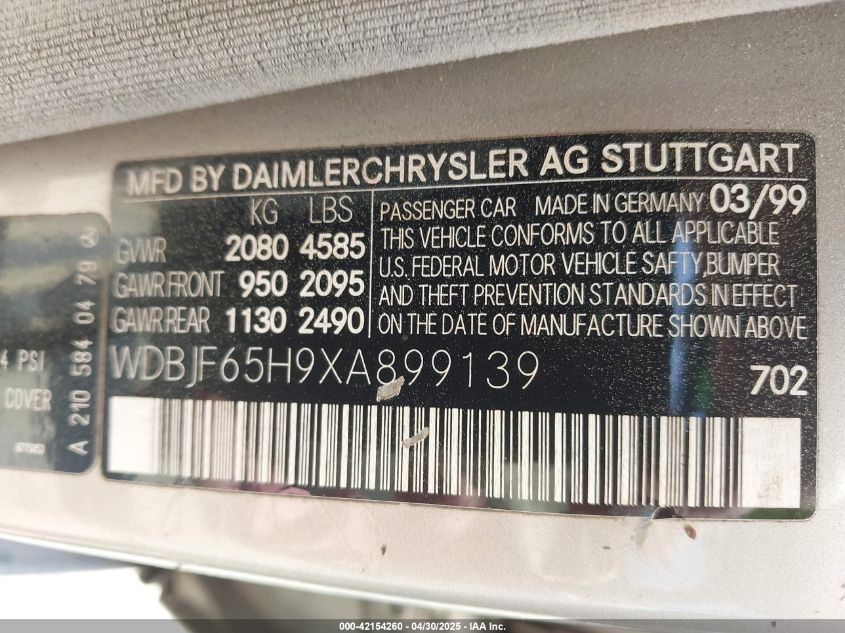 MFD BY DAIMLERCHRYSLER AG STUTTGART
KG LBS
GVWR 2080 4585
GAWR FRONT 950 2095
GAWR REAR 1130 2490
PASSENGER CAR MADE IN GERMANY 03/99
THIS VEHICLE CONFORMS TO ALL APPLICABLE
U.S. FEDERAL MOTOR VEHICLE SAFTY,BUMPER
AND THEFT PREVENTION STANDARDS IN EFFECT
ON THE DATE OF MANUFACTURE SHOWN ABOVE
WDBJF65H9XA899139
702
4 PSI
COVER
A 210 584 04 79
000-42154260 - 04/30/2025 - IAA Inc.